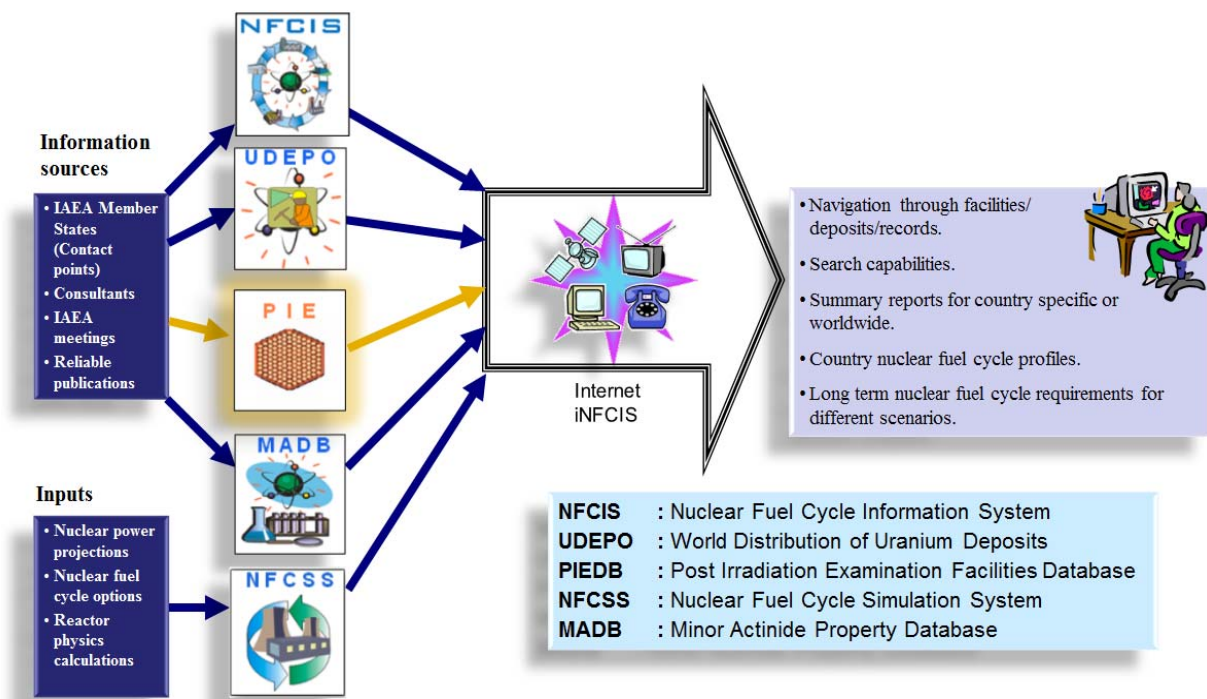 NFCIS
Information
sources
• IAEA Member
States
(Contact
points)
• Consultants
• IAEA
meetings
• Reliable
publications
UDEPO
PIE
MADB
Inputs
• Nuclear power
projections
• Nuclear fuel
cycle options
• Reactor
physics
calculations
NFCSS
Internet
iNFCIS
• Navigation through facilities/
deposits/records.
• Search capabilities.
• Summary reports for country specific or
worldwide.
• Country nuclear fuel cycle profiles.
• Long term nuclear fuel cycle requirements for
different scenarios.
NFCIS : Nuclear Fuel Cycle Information System
UDEPO : World Distribution of Uranium Deposits
PIEDB : Post Irradiation Examination Facilities Database
NFCSS : Nuclear Fuel Cycle Simulation System
MADB : Minor Actinide Property Database